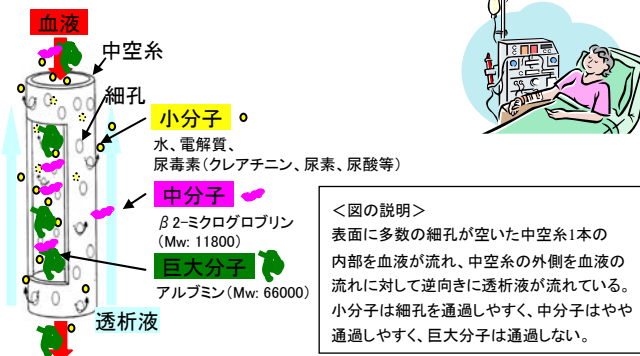 血液
中空糸
細孔
小分子
水、電解質、
尿毒素（クレアチニン、尿素、尿酸等）
中分子
β2-ミクログロブリン
（Mw: 11800）
巨大分子
アルブミン（Mw: 66000）
透析液
＜図の説明＞
表面に多数の細孔が空いた中空糸1本の
内部を血液が流れ、中空糸の外側を血液の
流れに対して逆向きに透析液が流れている。
小分子は細孔を通過しやすく、中分子はやや
通過しやすく、巨大分子は通過しない。